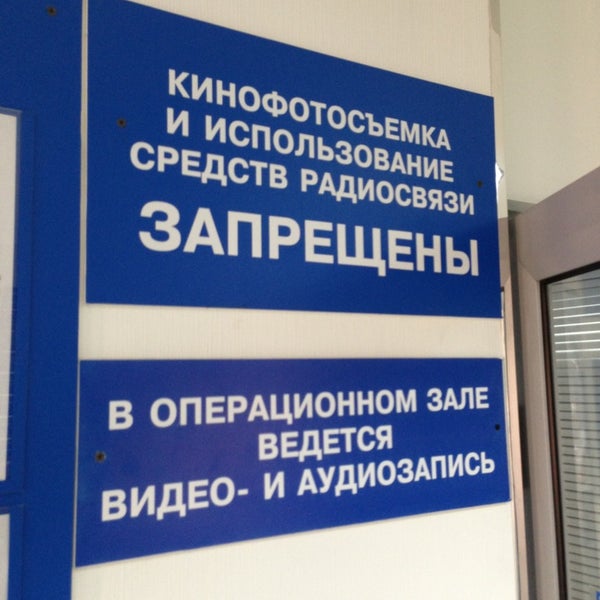 КИНОФОТОСЪЕМКА
И ИСПОЛЬЗОВАНИЕ
СРЕДСТВ РАДИОСВЯЗИ
ЗАПРЕЩЕНЫ
В ОПЕРАЦИОННОМ ЗАЛЕ
ВЕДЕТСЯ
ВИДЕО- И АУДИОЗАПИСЬ